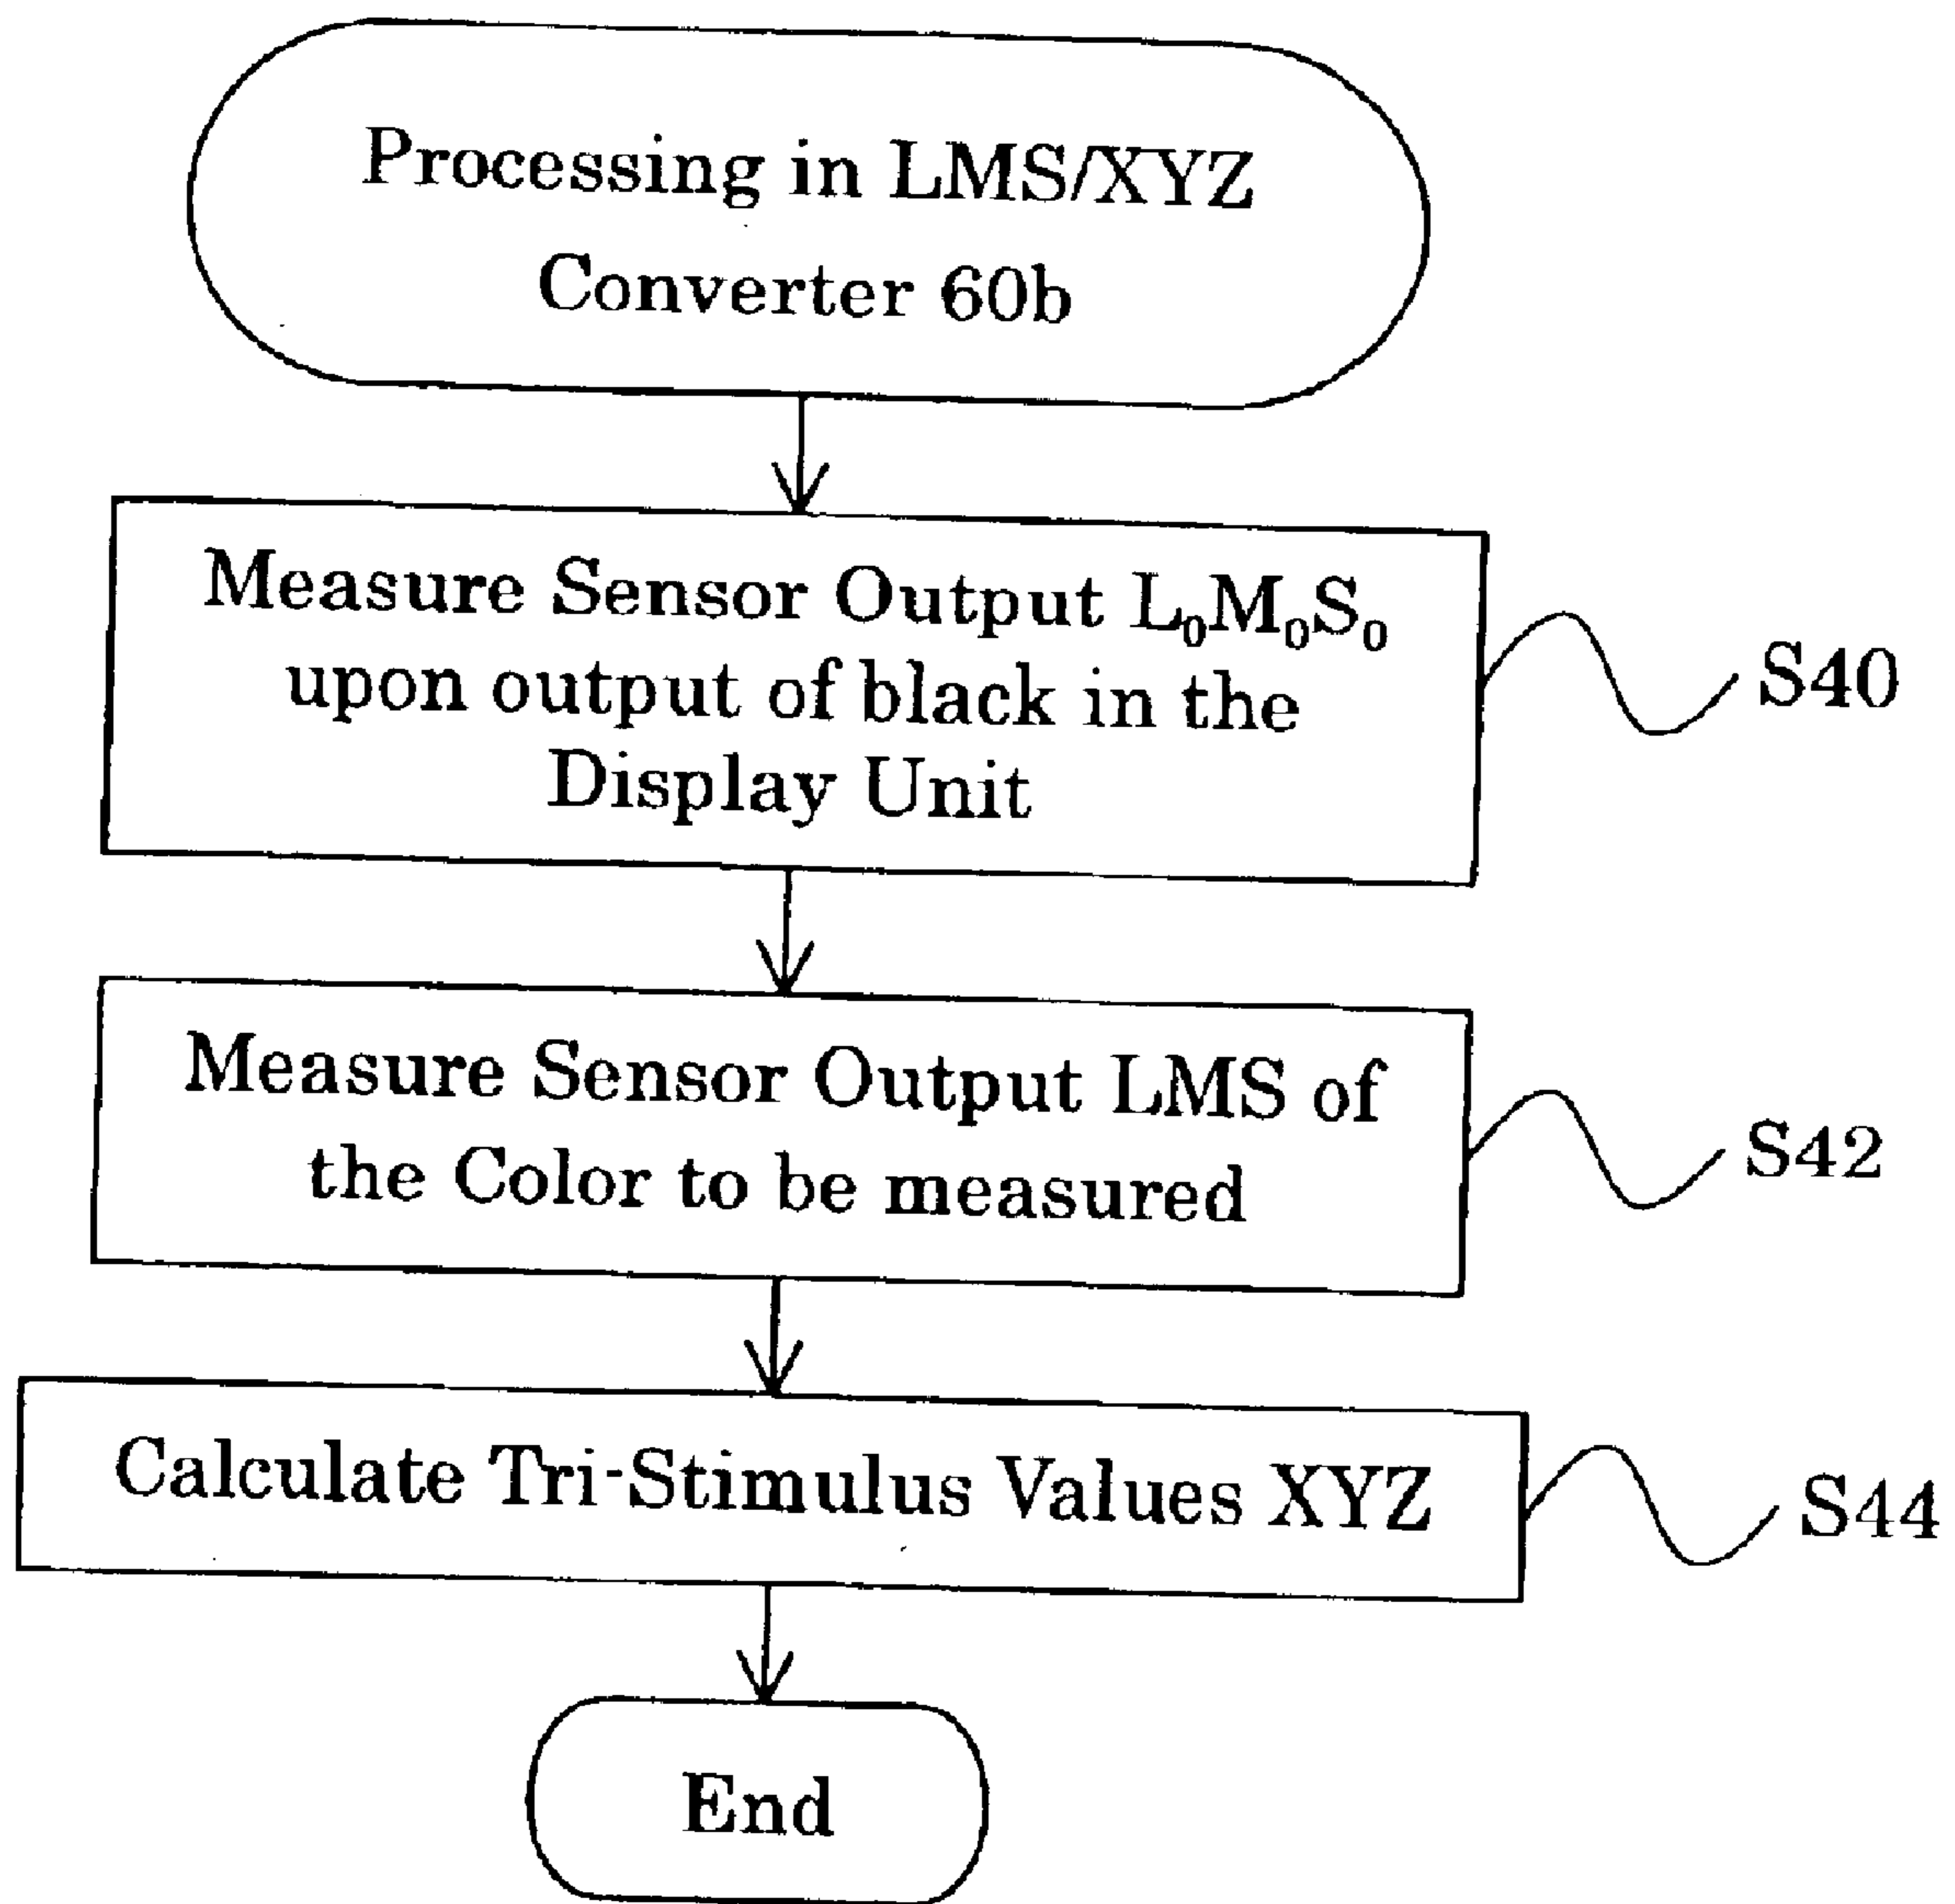 Processing in LMS/XYZ
Converter 60b
Measure Sensor Output L₀M₀S₀
upon output of black in the
Display Unit
S40
Measure Sensor Output LMS of
the Color to be measured
S42
Calculate Tri-Stimulus Values XYZ
S44
End